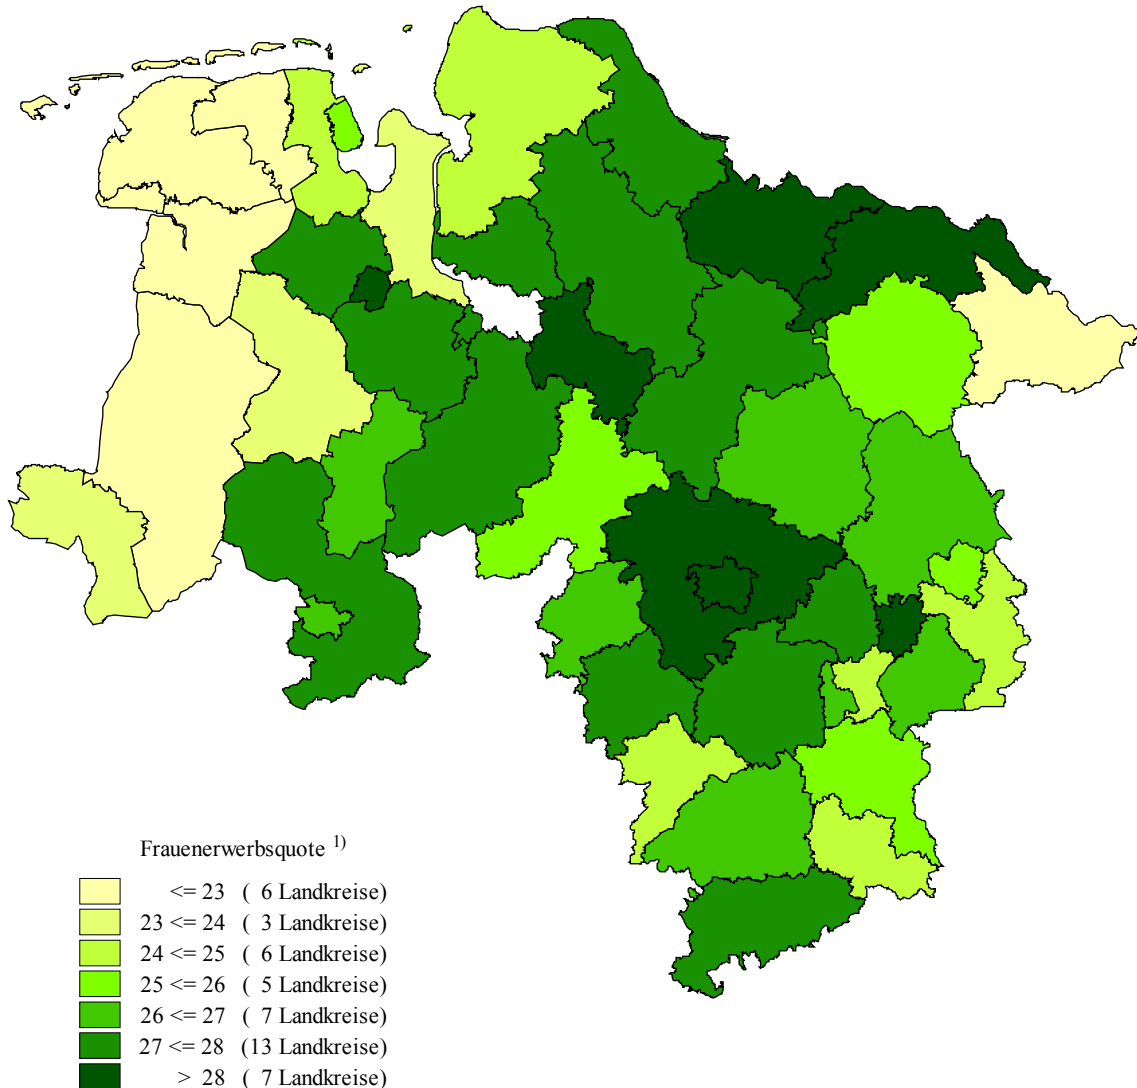 Frauenerwerbsquote 1)
<= 23 ( 6 Landkreise)
23 <= 24 ( 3 Landkreise)
24 <= 25 ( 6 Landkreise)
25 <= 26 ( 5 Landkreise)
26 <= 27 ( 7 Landkreise)
27 <= 28 (13 Landkreise)
> 28 ( 7 Landkreise)